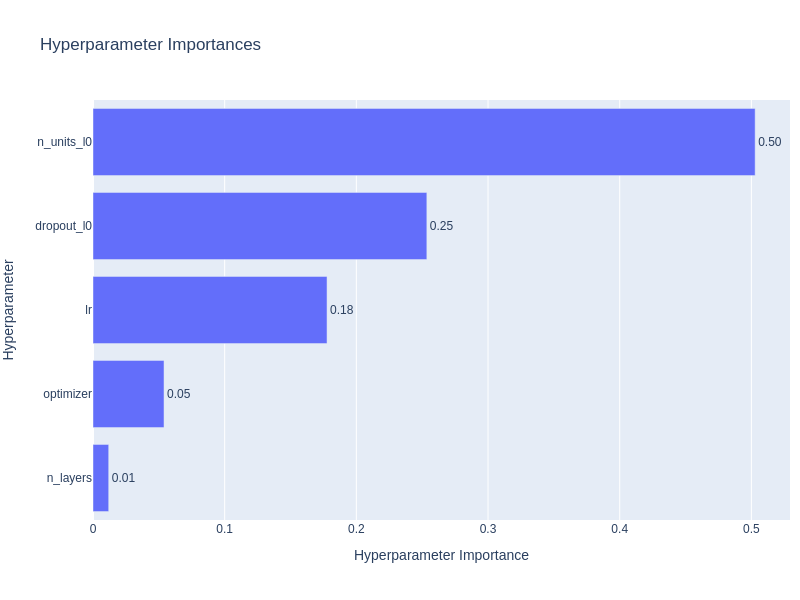 Hyperparameter Importances
Hyperparameter
n_units_l0
0.50
dropout_l0
0.25
lr
0.18
optimizer
0.05
n_layers
0.01
0
0.1
0.2
0.3
0.4
0.5
Hyperparameter Importance